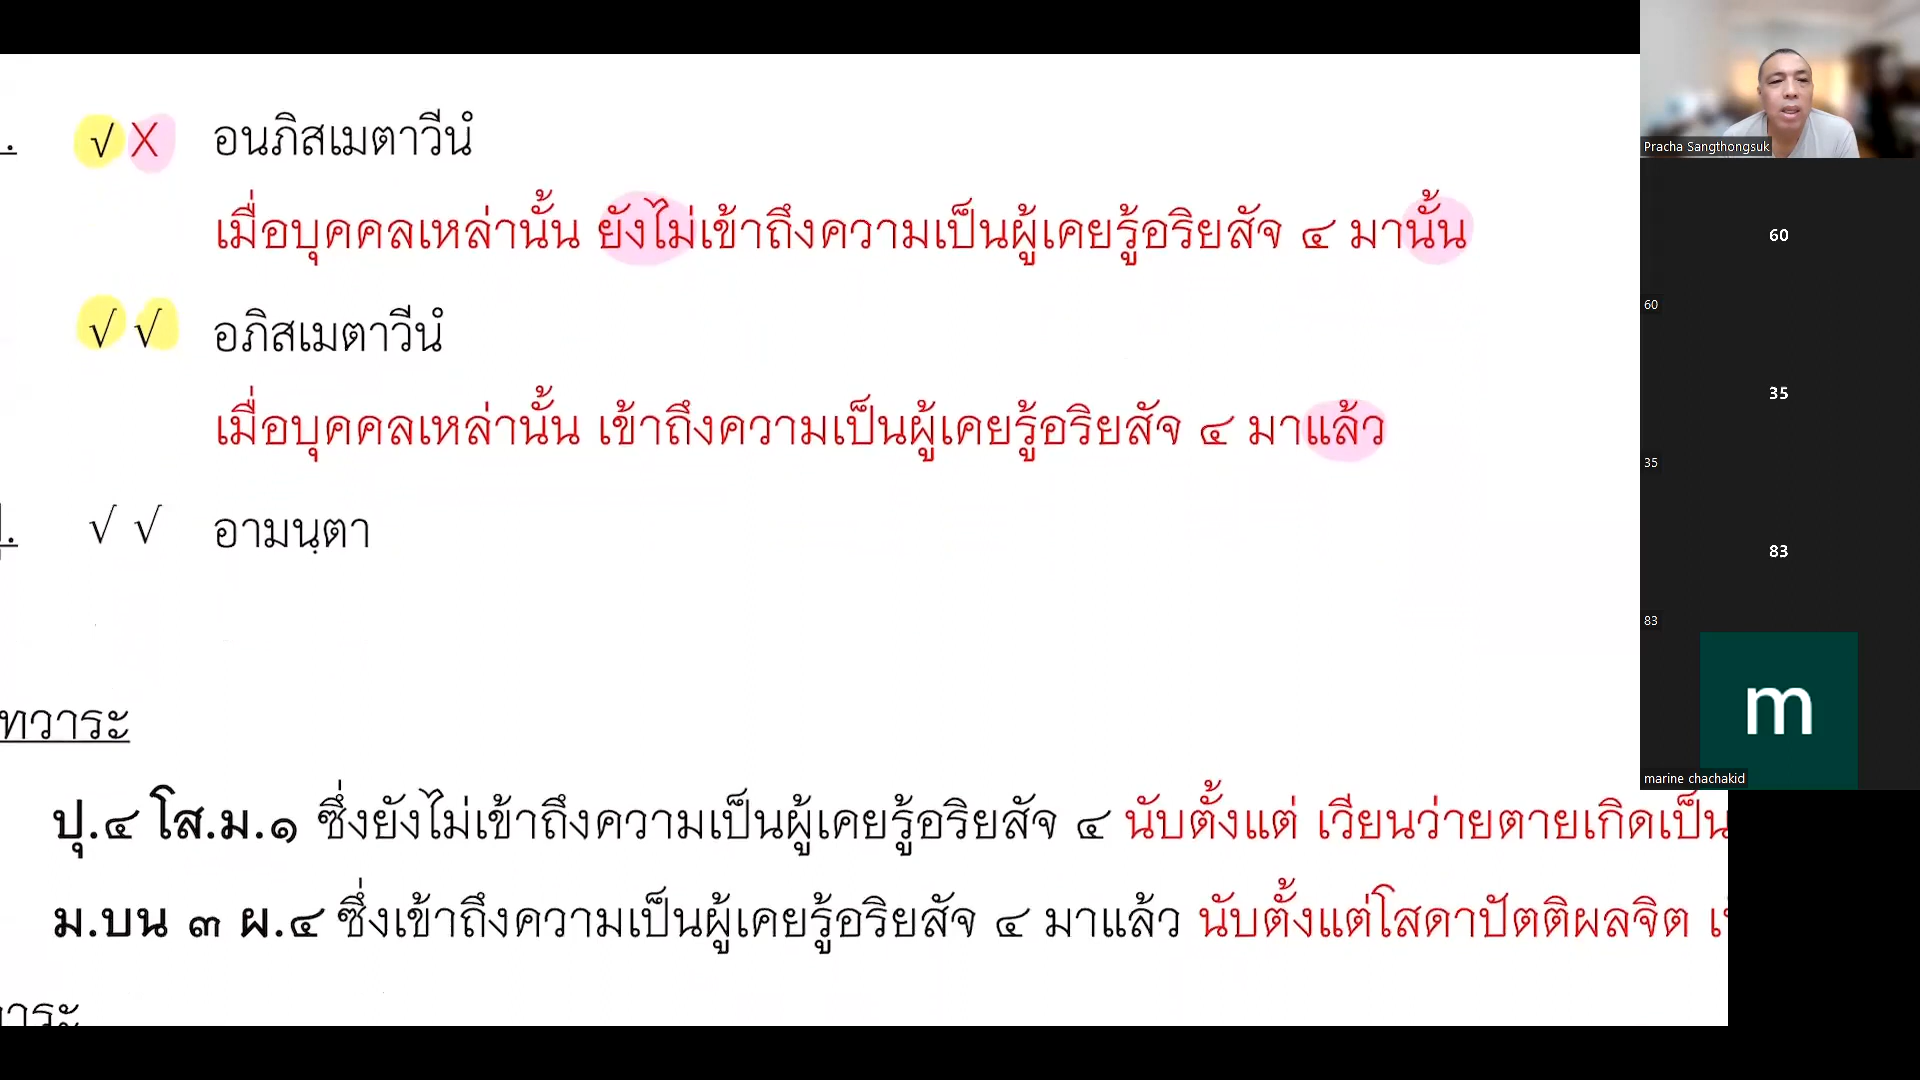 √ X อนภิสเมตาวีนํ
เมื่อบุคคลเหล่านั้น ยังไม่เข้าถึงความเป็นผู้เคยรู้อริยสัจ ๔ มานั้น
√ √ อภิสเมตาวีนํ
เมื่อบุคคลเหล่านั้น เข้าถึงความเป็นผู้เคยรู้อริยสัจ ๔ มาแล้ว
√ √ อามนฺตา
ทวาระ
ปุ.๔ โส.ม.๑ ซึ่งยังไม่เข้าถึงความเป็นผู้เคยรู้อริยสัจ ๔ นับตั้งแต่ เวียนว่ายตายเกิดเป็น
ม.บน ๓ ผ.๔ ซึ่งเข้าถึงความเป็นผู้เคยรู้อริยสัจ ๔ มาแล้ว นับตั้งแต่โสดาปัตติผลจิต
าระ
Pracha Sangthongsuk
60
60
35
35
83
83
m
marine chachakid